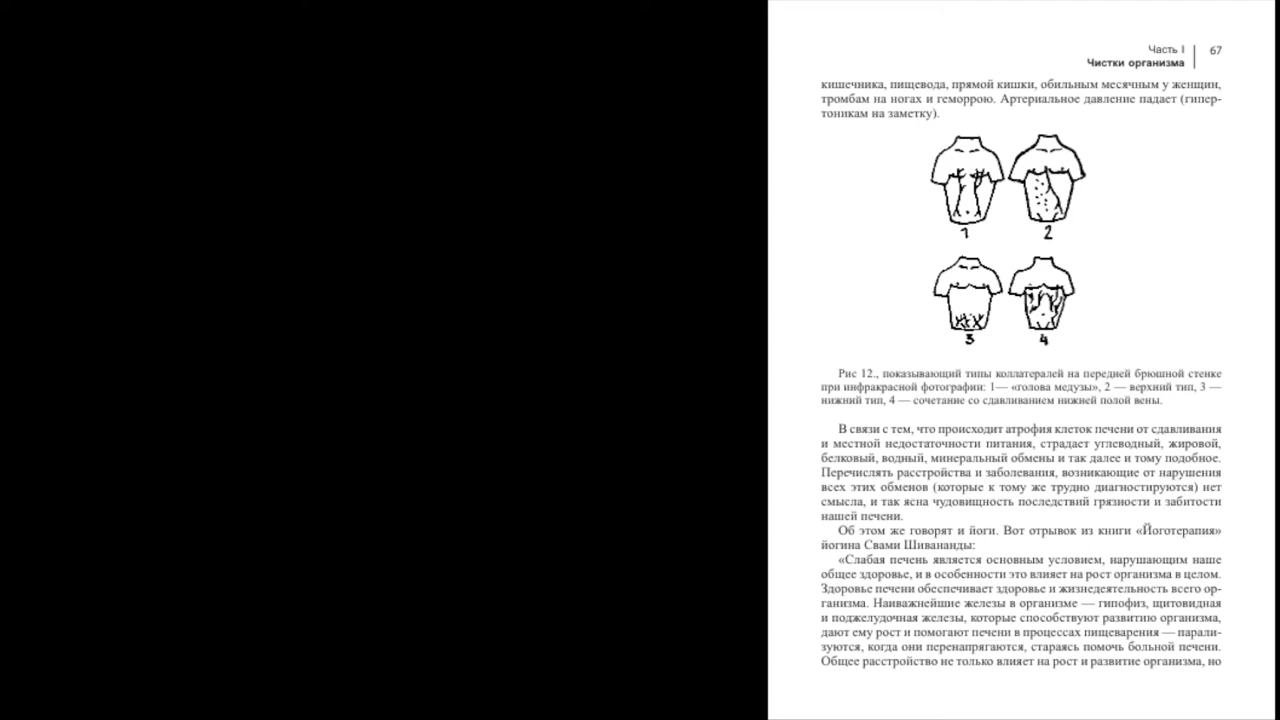 Часть I
67
Чистки организма
кишечника, пищевода, прямой кишки, обильным месячным у женщин,
тромбам на ногах и геморрою. Артериальное давление падает (гипер-
тоникам на заметку).
1
2
3
4
Рис 12., показывающий типы коллатералей на передней брюшной стенке
при инфракрасной фотографии: 1— «голова медузы», 2 — верхний тип, 3 —
нижний тип, 4 — сочетание со сдавливанием нижней полой вены.
В связи с тем, что происходит атрофия клеток печени от сдавливания
и местной недостаточности питания, страдает углеводный, жировой,
белковый, водный, минеральный обмены и так далее и тому подобное.
Перечислять расстройства и заболевания, возникающие от нарушения
всех этих обменов (которые к тому же трудно диагностируются) нет
смысла, и так ясна чудовищность последствий грязности и забитости
нашей печени.
Об этом же говорят и йоги. Вот отрывок из книги «Йоготерапия»
йогина Свами Шивананды:
«Слабая печень является основным условием, нарушающим наше
общее здоровье, и в особенности это влияет на рост организма в целом.
Здоровье печени обеспечивает здоровье и жизнедеятельность всего ор-
ганизма. Наиважнейшие железы в организме — гипофиз, щитовидная
и поджелудочная железы, которые способствуют развитию организма,
дают ему рост и помогают печени в процессах пищеварения — парали-
зуются, когда они перенапрягаются, стараясь помочь больной печени.
Общее расстройство не только влияет на рост и развитие организма, но